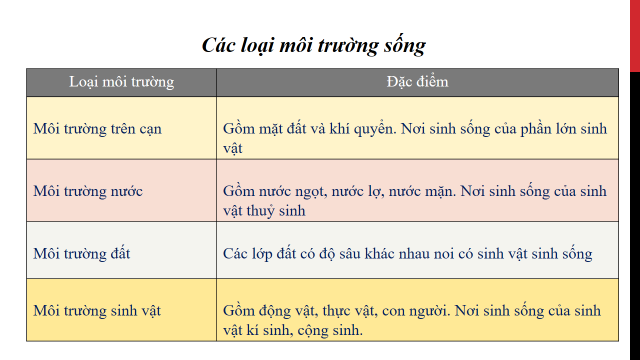 Các loại môi trường sống
Loại môi trường
Đặc điểm
Môi trường trên cạn
Gồm mặt đất và khí quyển. Nơi sinh sống của phần lớn sinh
vật
Môi trường nước
Gồm nước ngọt, nước lợ, nước mặn. Nơi sinh sống của sinh
vật thuỷ sinh
Môi trường đất
Các lớp đất có độ sâu khác nhau noi có sinh vật sinh sống
Môi trường sinh vật
Gồm động vật, thực vật, con người. Nơi sinh sống của sinh
vật kí sinh, cộng sinh.